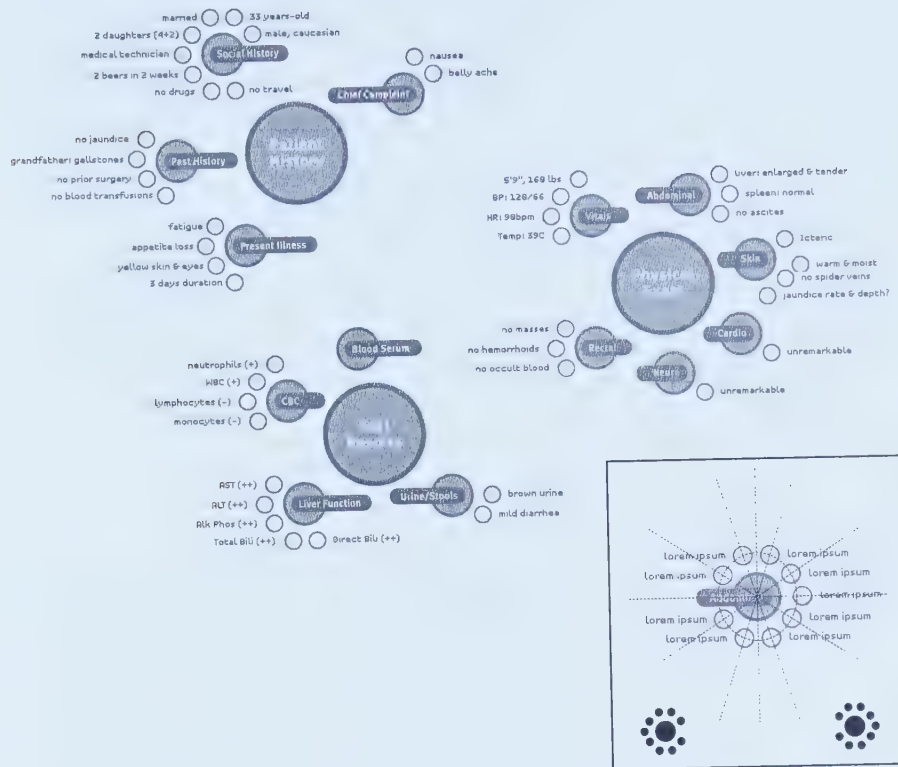 married
33 years-old
2 daughters (4+2)
male, caucasian
medical technician
Social History
2 beers in 2 weeks
no drugs
no travel
nausea
belly ache
Chief Complaint
Patient
History
no jaundice
grandfather: gallstones
Past History
no prior surgery
no blood transfusions
fatigue
appetite loss
Present Illness
yellow skin & eyes
3 days duration
5'9", 160 lbs
BP: 120/66
Vitals
HR: 90bpm
Temp: 39C
liver: enlarged & tender
Abdominal
spleen: normal
no ascites
Icteric
Skin
warm & moist
no spider veins
jaundice rate & depth?
no masses
no hemorrhoids
Rectal
no occult blood
Cardio
unremarkable
Neuro
unremarkable
Blood Serum
neutrophils (+)
WBC (+)
lymphocytes (-)
CBC
monocytes (-)
AST (++)
ALT (++)
Liver Function
Alk Phos (++)
Total Bili (++)
Direct Bili (++)
Urine/Stools
brown urine
mild diarrhea
lorem ipsum
lorem ipsum
lorem ipsum
lorem ipsum
Abdominal
lorem ipsum
lorem ipsum
lorem ipsum
lorem ipsum
lorem ipsum